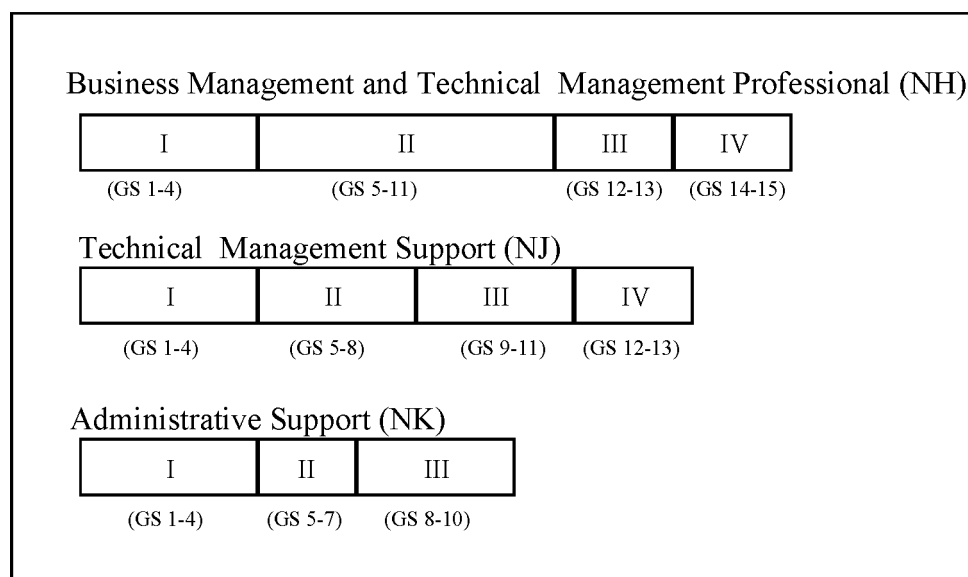 Business Management and Technical Management Professional (NH)
I II III IV
(GS 1-4) (GS 5-11) (GS 12-13) (GS 14-15)
Technical Management Support (NJ)
I II III IV
(GS 1-4) (GS 5-8) (GS 9-11) (GS 12-13)
Administrative Support (NK)
I II III
(GS 1-4) (GS 5-7) (GS 8-10)